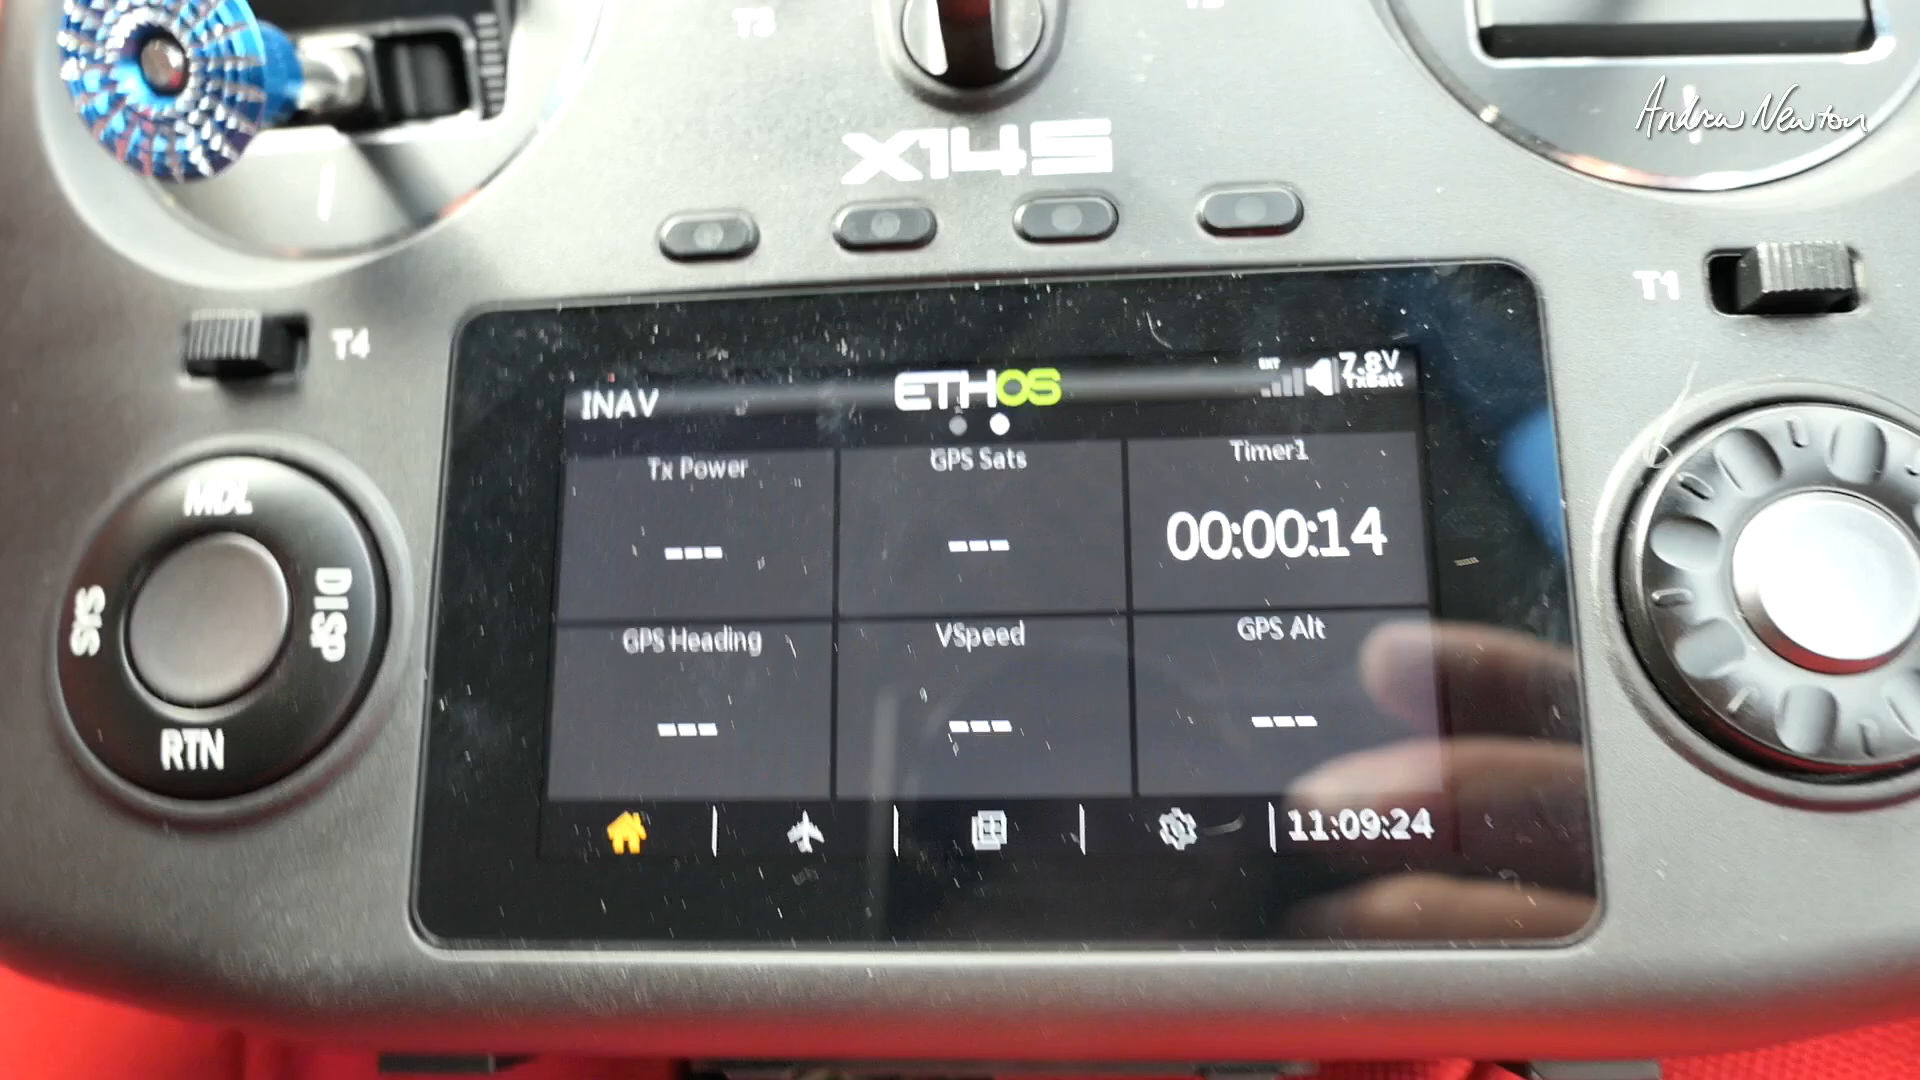 Andrew Newton
X14S
T1
T4
EXT
7.8V
TxBatt
INAV
ETHOS
Tx Power
GPS Sats
Timer1
---
---
00:00:14
GPS Heading
VSpeed
GPS Alt
---
---
---
11:09:24
MDL
DISP
SYS
RTN